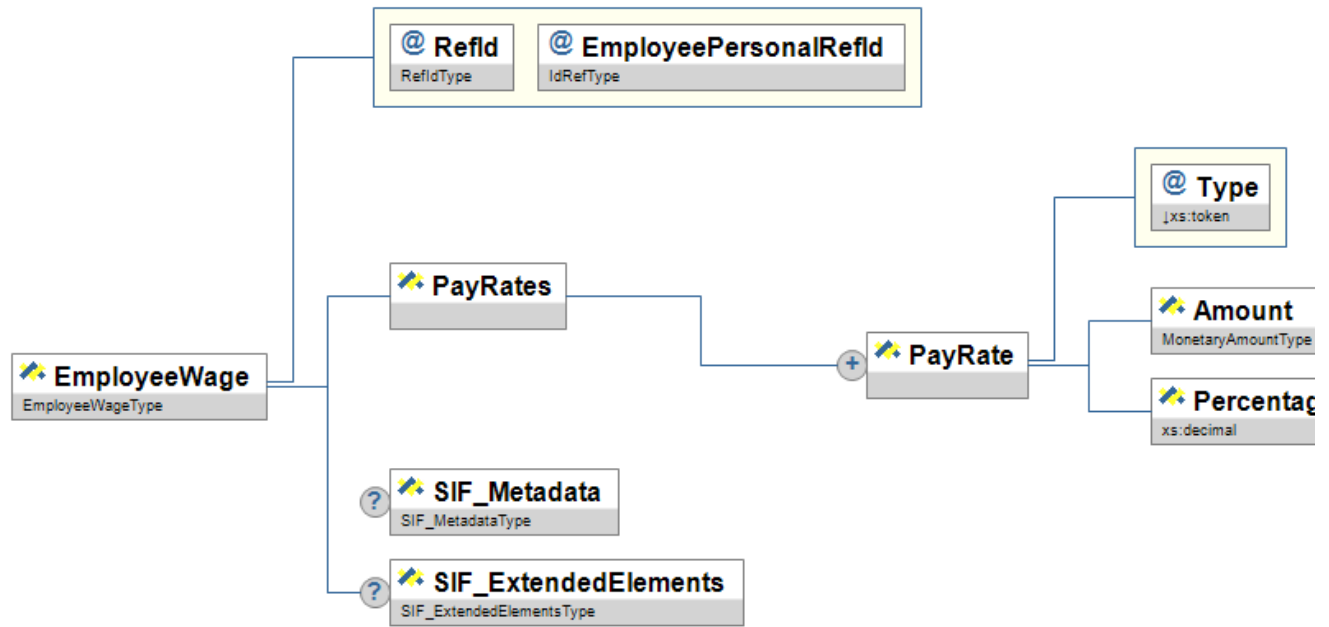 @ RefId
RefIdType
@ EmployeePersonalRefId
IdRefType
@ Type
↓xs:token
PayRates
Amount
MonetaryAmountType
+
PayRate
EmployeeWage
EmployeeWageType
Percentag
xs:decimal
?
SIF_Metadata
SIF_MetadataType
?
SIF_ExtendedElements
SIF_ExtendedElementsType